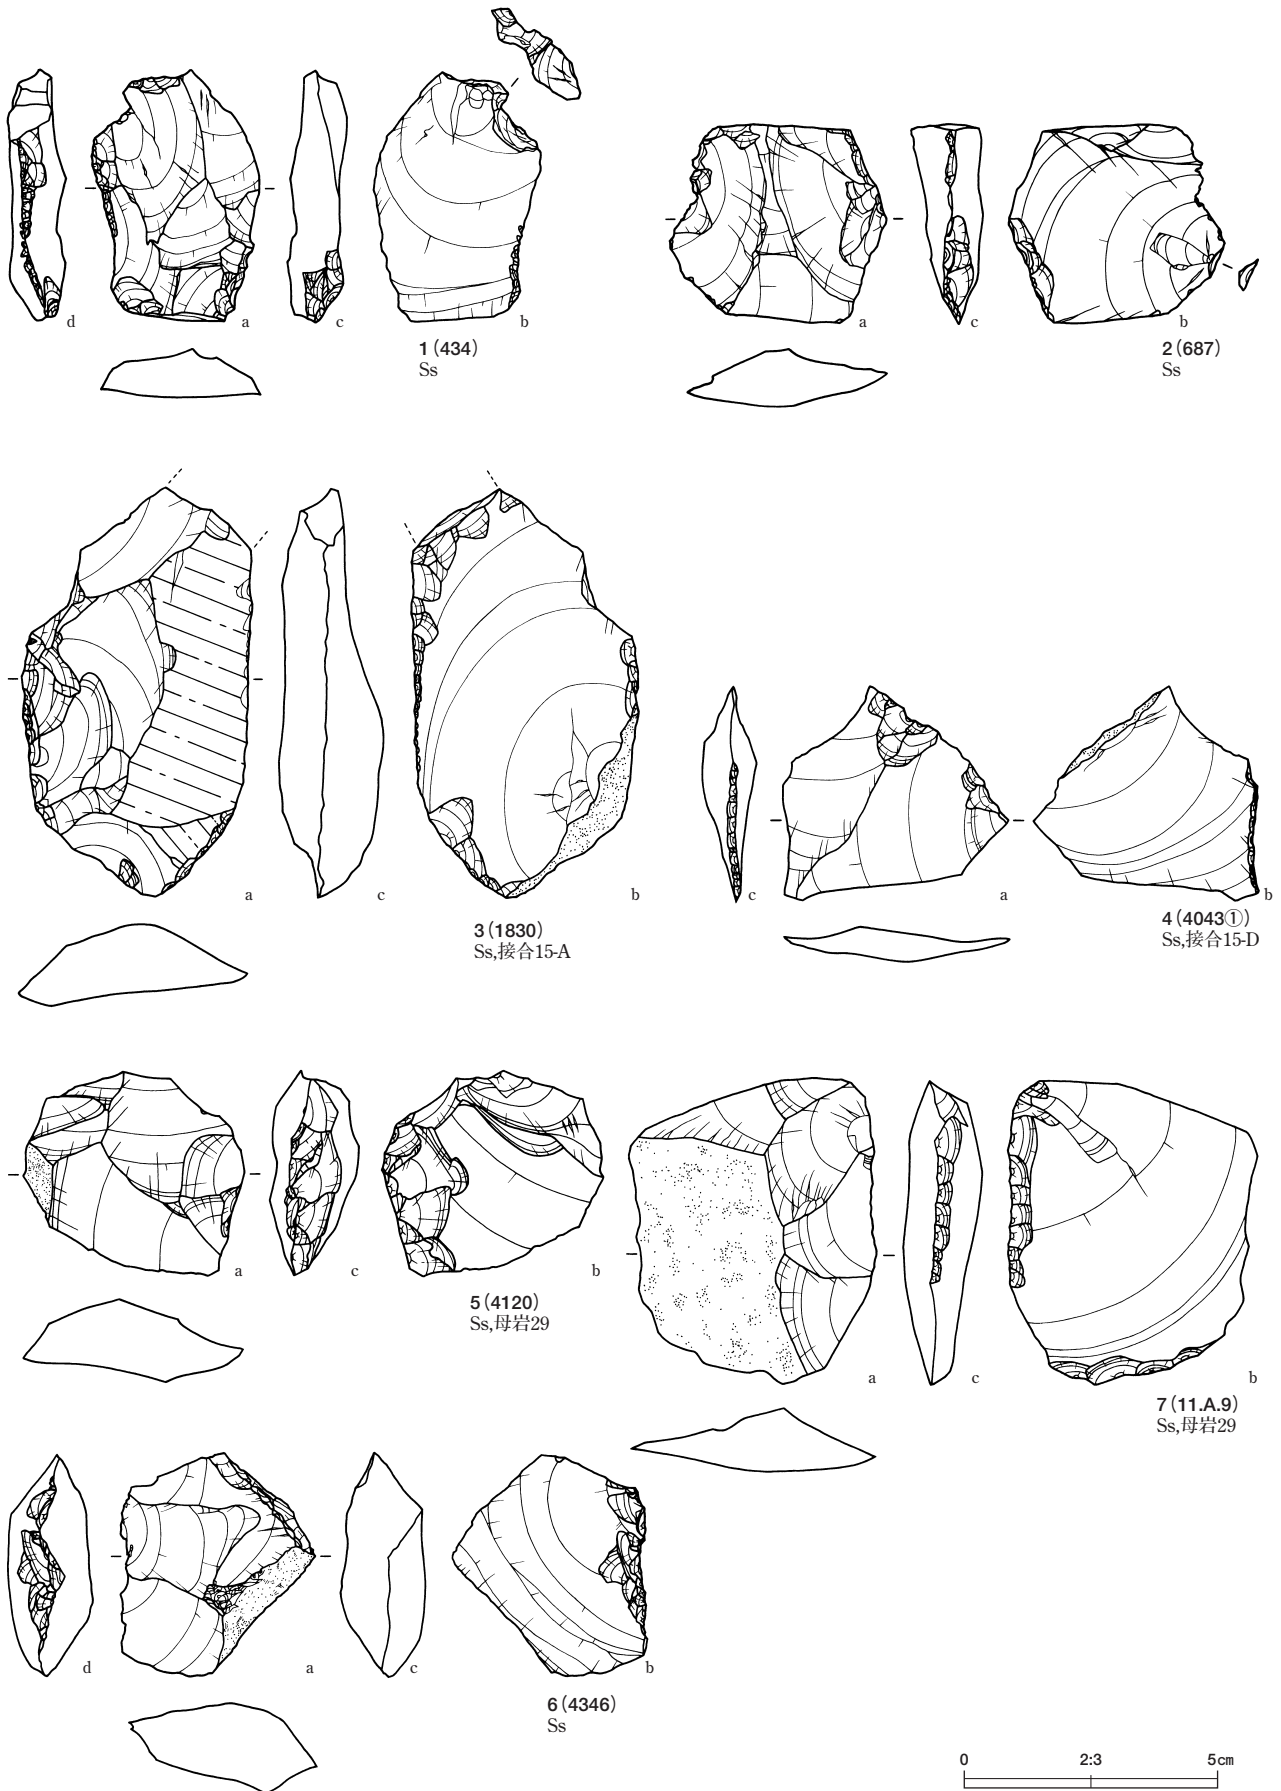 d a c b
1（434）
Ss
a c b
2（687）
Ss
a c b
3（1830）
Ss,接合15-A
c a b
4（4043①）
Ss,接合15-D
a c b
5（4120）
Ss,母岩29
a c b
7（11.A.9）
Ss,母岩29
d a c b
6（4346）
Ss
0 2:3 5cm